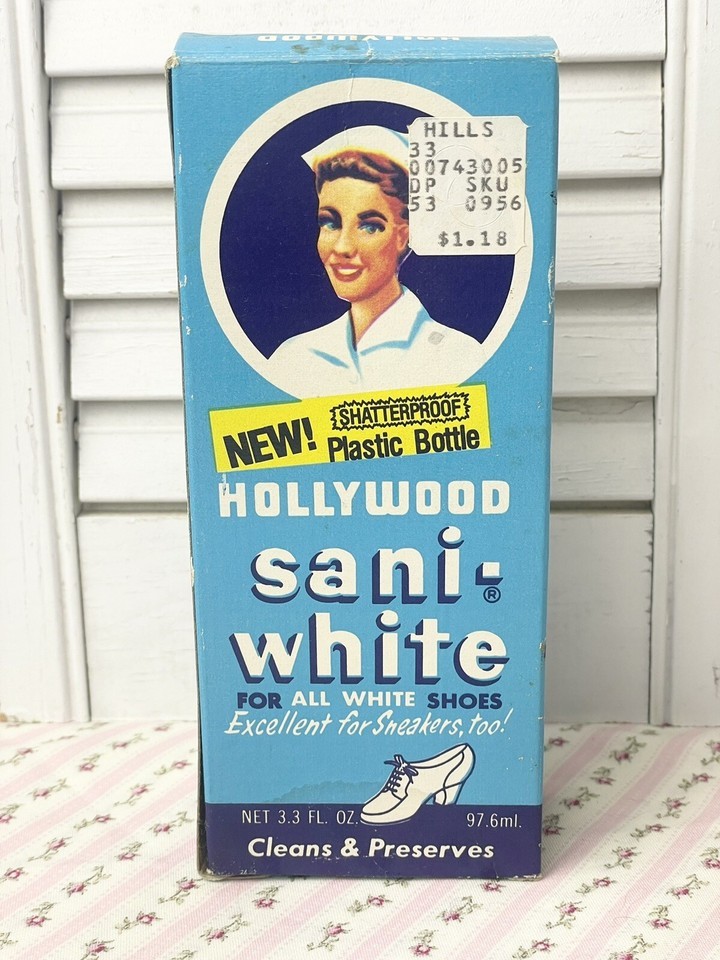 HOLLYWOOD
HILLS
33
00743005
DP SKU
53 0956
$1.18
NEW! SHATTERPROOF
Plastic Bottle
HOLLYWOOD
sani-®
white
FOR ALL WHITE SHOES
Excellent for Sneakers, too!
NET 3.3 FL. OZ. 97.6ml.
Cleans & Preserves